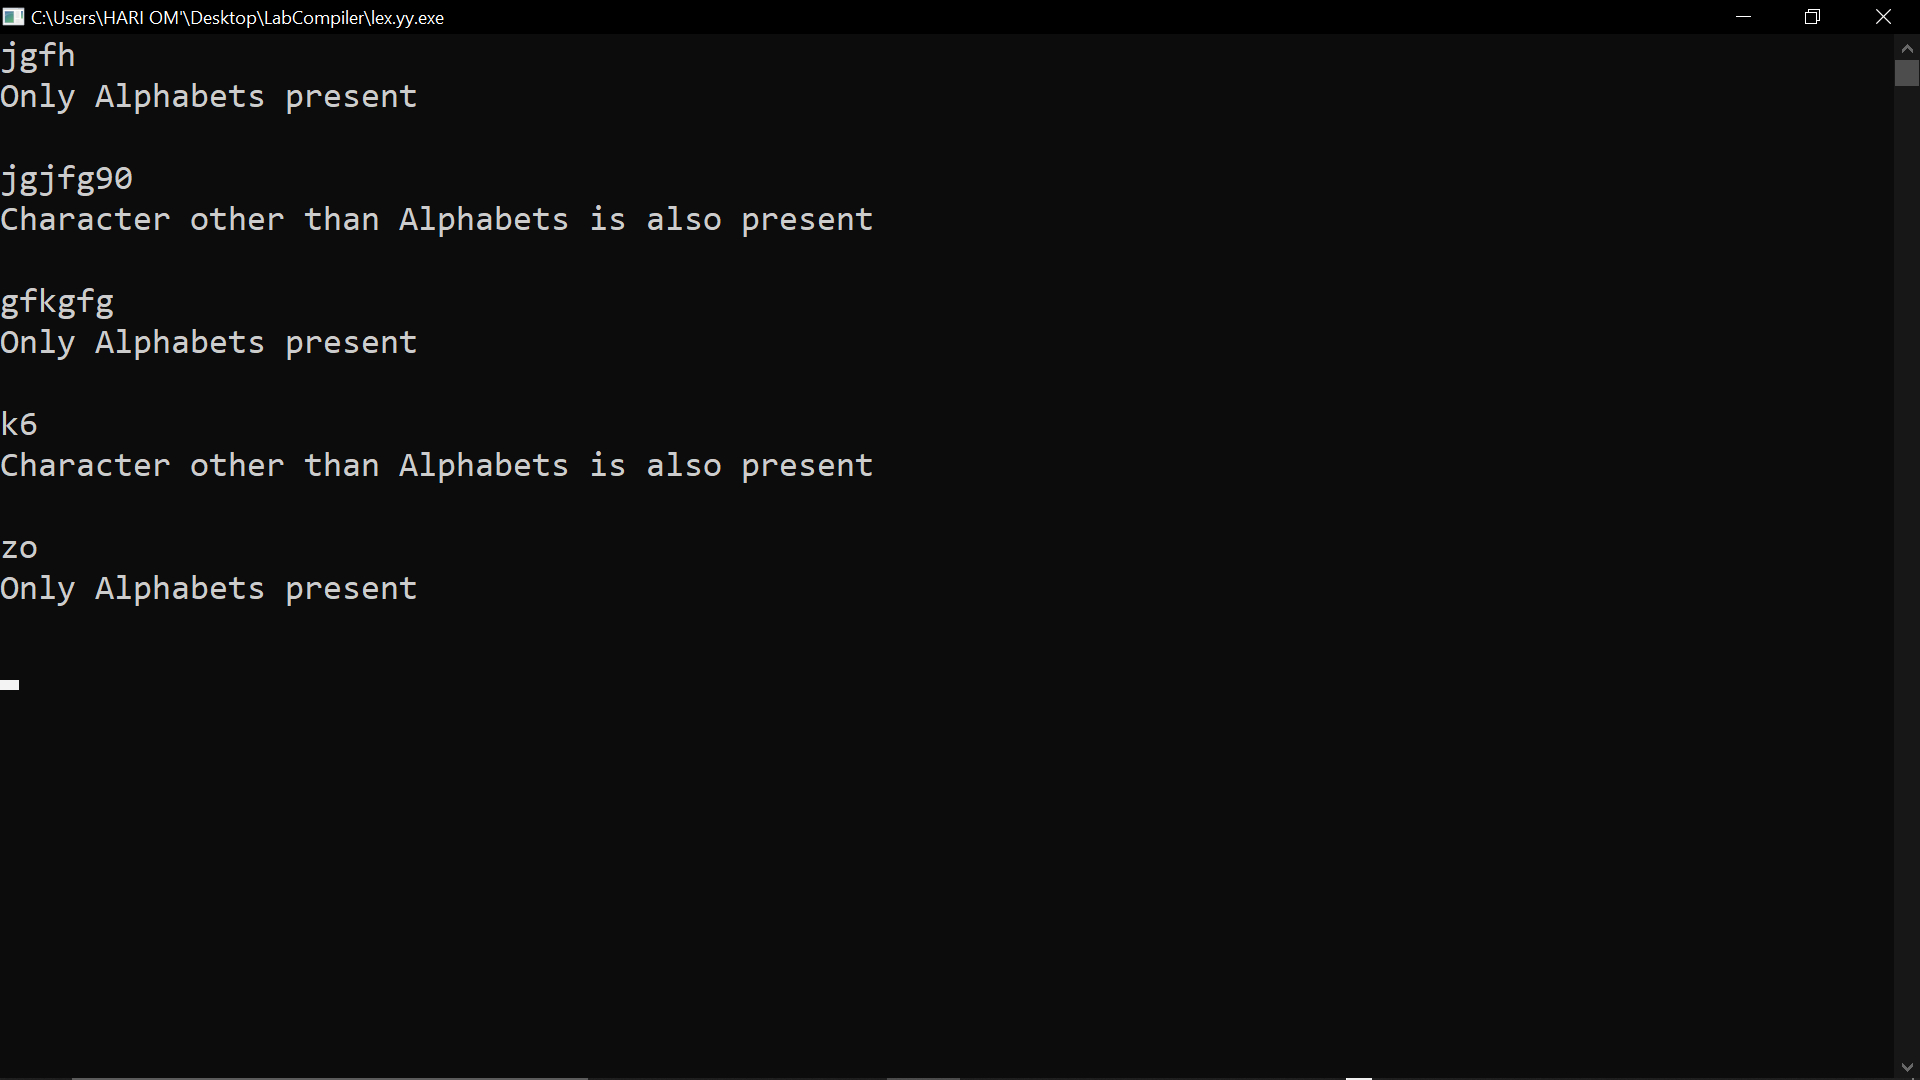 C:\Users\HARI OM'\Desktop\LabCompiler\lex.yy.exe
jgfh
Only Alphabets present
jgjfg90
Character other than Alphabets is also present
gfkgfg
Only Alphabets present
k6
Character other than Alphabets is also present
zo
Only Alphabets present